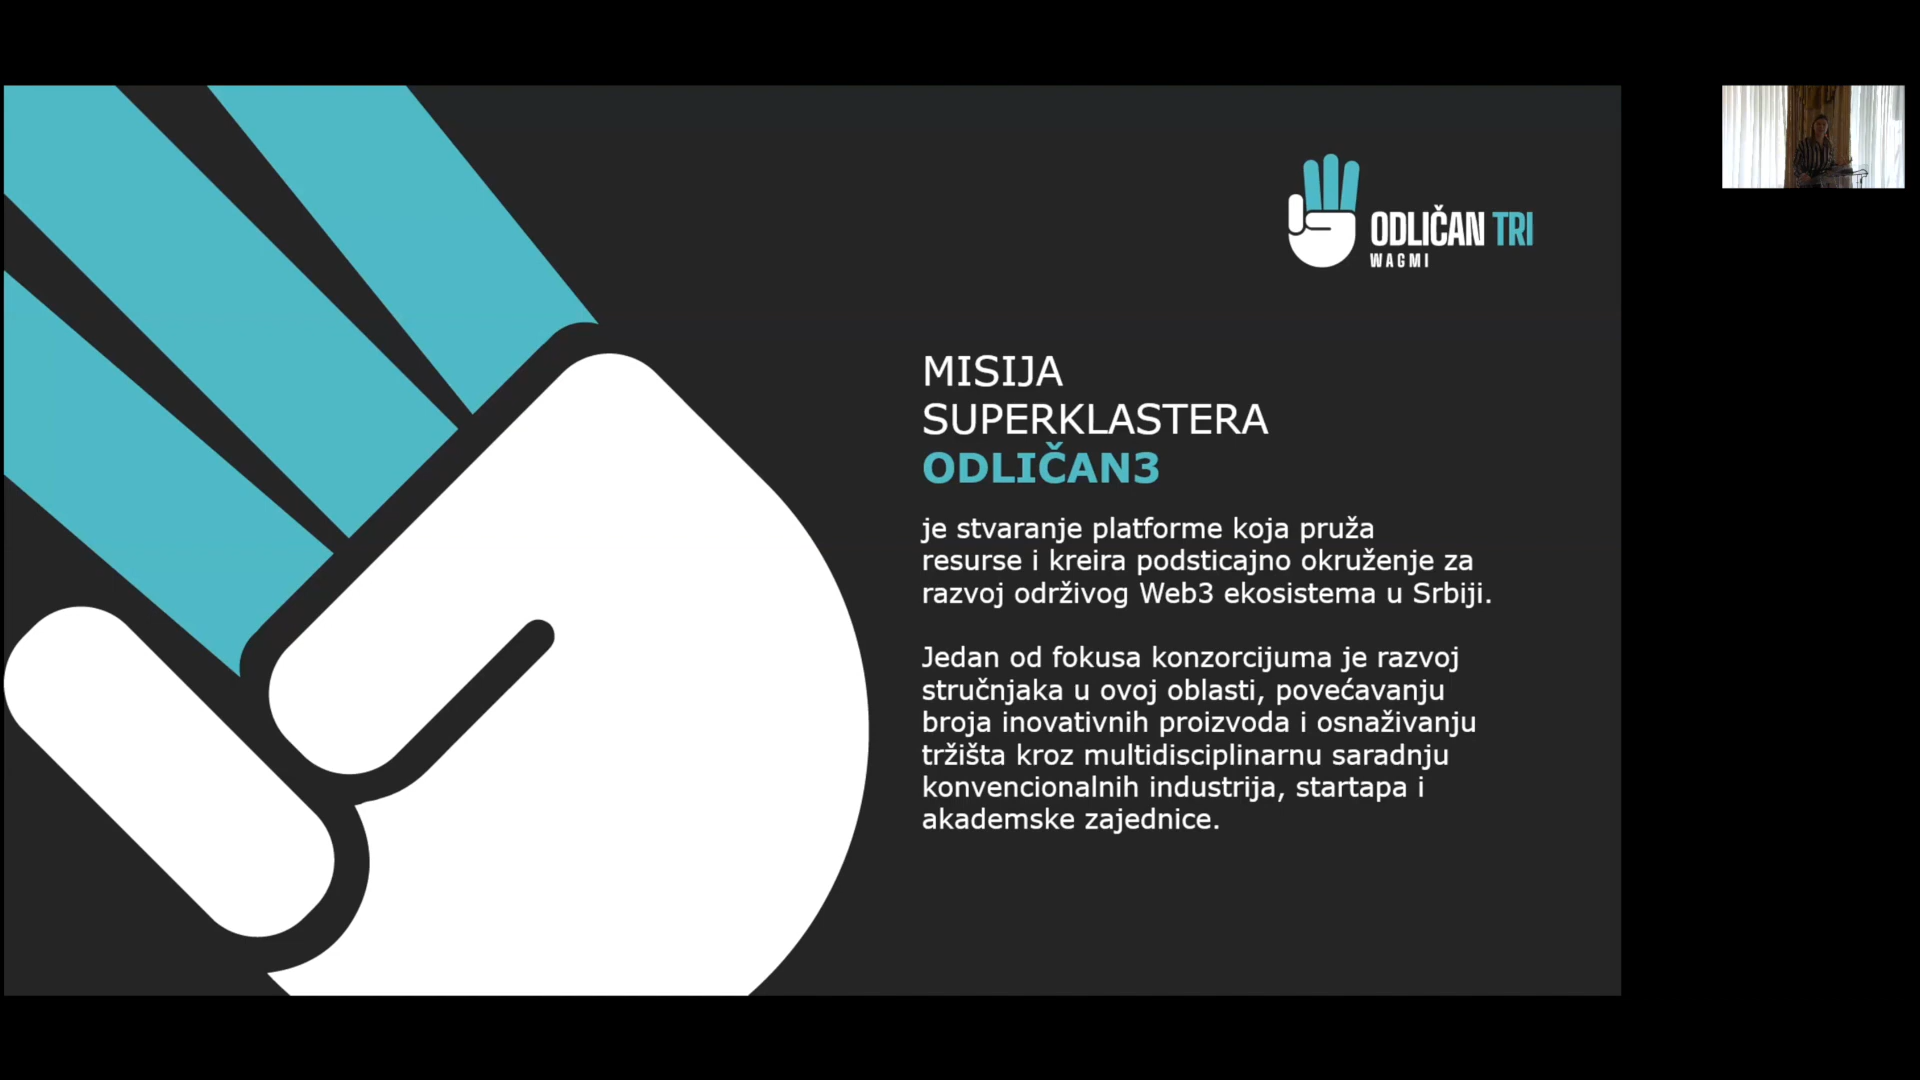 ODLIČAN TRI
WAGMI
MISIJA
SUPERKLASTERA
ODLIČAN3
je stvaranje platforme koja pruža
resurse i kreira podsticajno okruženje za
razvoj održivog Web3 ekosistema u Srbiji.
Jedan od fokusa konzorcijuma je razvoj
stručnjaka u ovoj oblasti, povećavanju
broja inovativnih proizvoda i osnaživanju
tržišta kroz multidisciplinarnu saradnju
konvencionalnih industrija, startapa i
akademske zajednice.